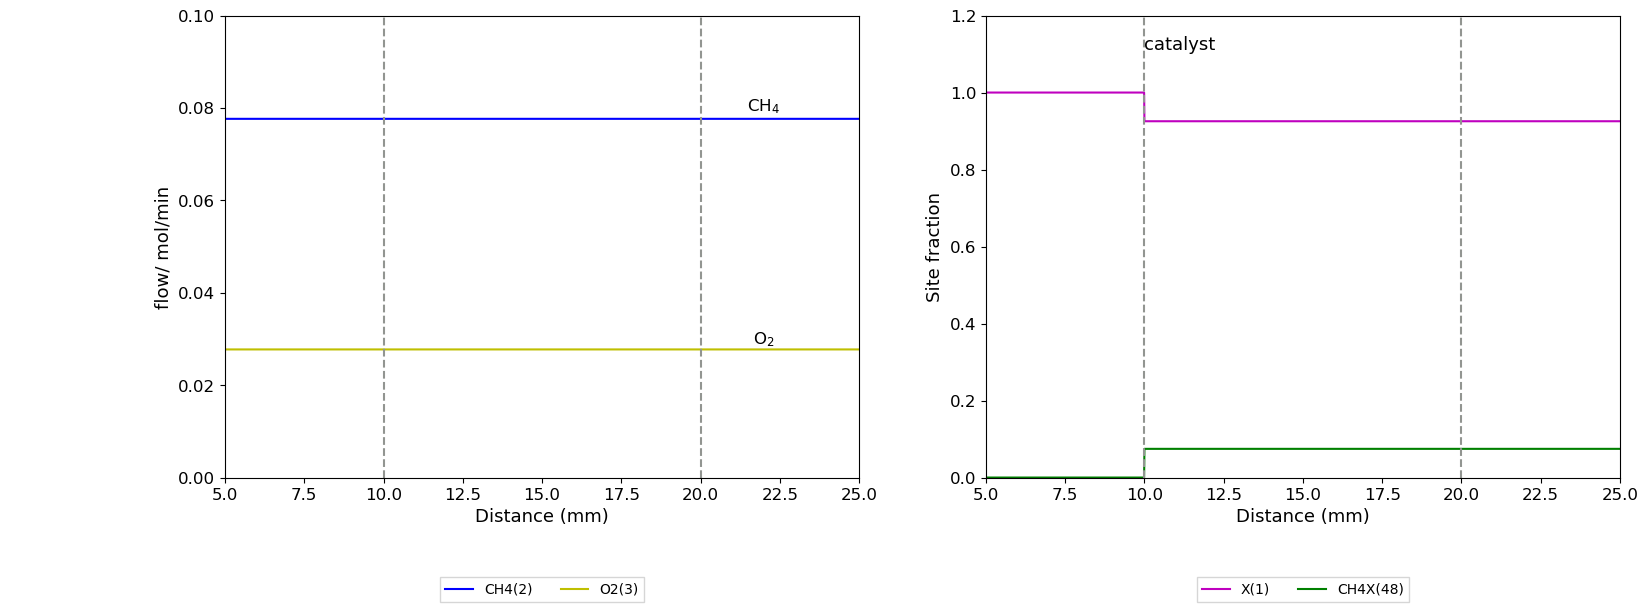 0.10
0.08
0.06
0.04
0.02
0.00
flow/ mol/min
CH₄
O₂
5.0 7.5 10.0 12.5 15.0 17.5 20.0 22.5 25.0
Distance (mm)
CH4(2) O2(3)
1.2
1.0
0.8
0.6
0.4
0.2
0.0
Site fraction
catalyst
5.0 7.5 10.0 12.5 15.0 17.5 20.0 22.5 25.0
Distance (mm)
X(1) CH4X(48)